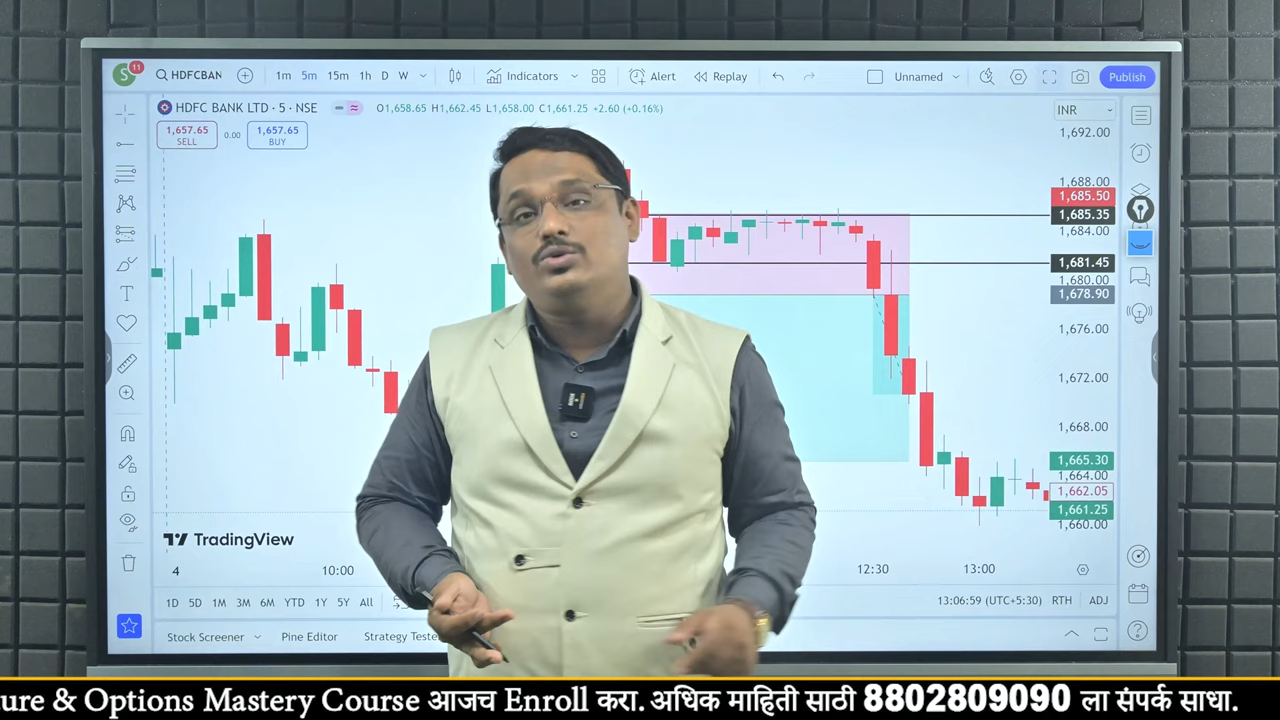 S
11
HDFCBAN
1m 5m 15m 1h D W
Indicators
Alert
Replay
Unnamed
Publish
HDFC BANK LTD · 5 · NSE
O1,658.65 H1,662.45 L1,658.00 C1,661.25 +2.60 (+0.16%)
INR
1,657.65
SELL
0.00
1,657.65
BUY
1,692.00
1,688.00
1,685.50
1,685.35
1,684.00
1,681.45
1,680.00
1,678.90
1,676.00
1,672.00
1,668.00
1,665.30
1,664.00
1,662.05
1,661.25
1,660.00
TradingView
4 10:00 12:30 13:00
1D 5D 1M 3M 6M YTD 1Y 5Y All
13:06:59 (UTC+5:30) RTH ADJ
Stock Screener Pine Editor Strategy Teste
ure & Options Mastery Course आजच Enroll करा. अधिक माहिती साठी 8802809090 ला संपर्क साधा.